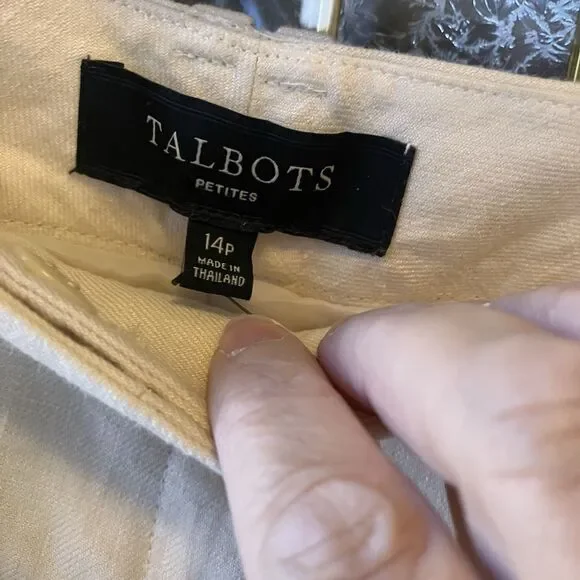 TALBOTS
PETITES
14P
MADE IN
THAILAND